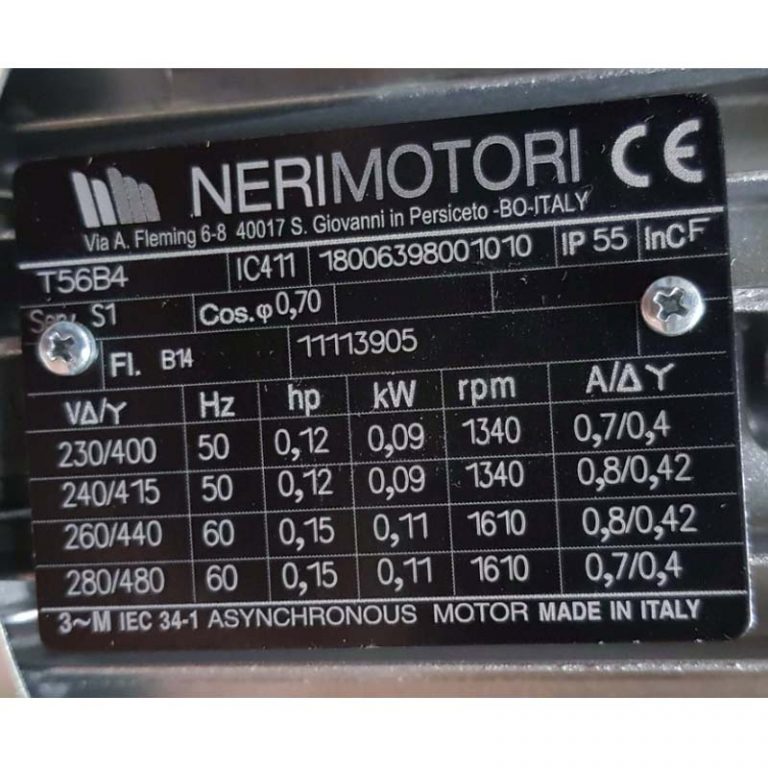 NERIMOTORI CE
Via A. Fleming 6-8 40017 S. Giovanni in Persiceto -BO-ITALY
T56B4 IC411 18006398001010 IP 55 InCF
Serv. S1 Cos.φ 0,70
Fl. B14 11113905
VΔ/Y Hz hp kW rpm A/Δ Y
230/400 50 0,12 0,09 1340 0,7/0,4
240/415 50 0,12 0,09 1340 0,8/0,42
260/440 60 0,15 0,11 1610 0,8/0,42
280/480 60 0,15 0,11 1610 0,7/0,4
3~M IEC 34-1 ASYNCHRONOUS MOTOR MADE IN ITALY